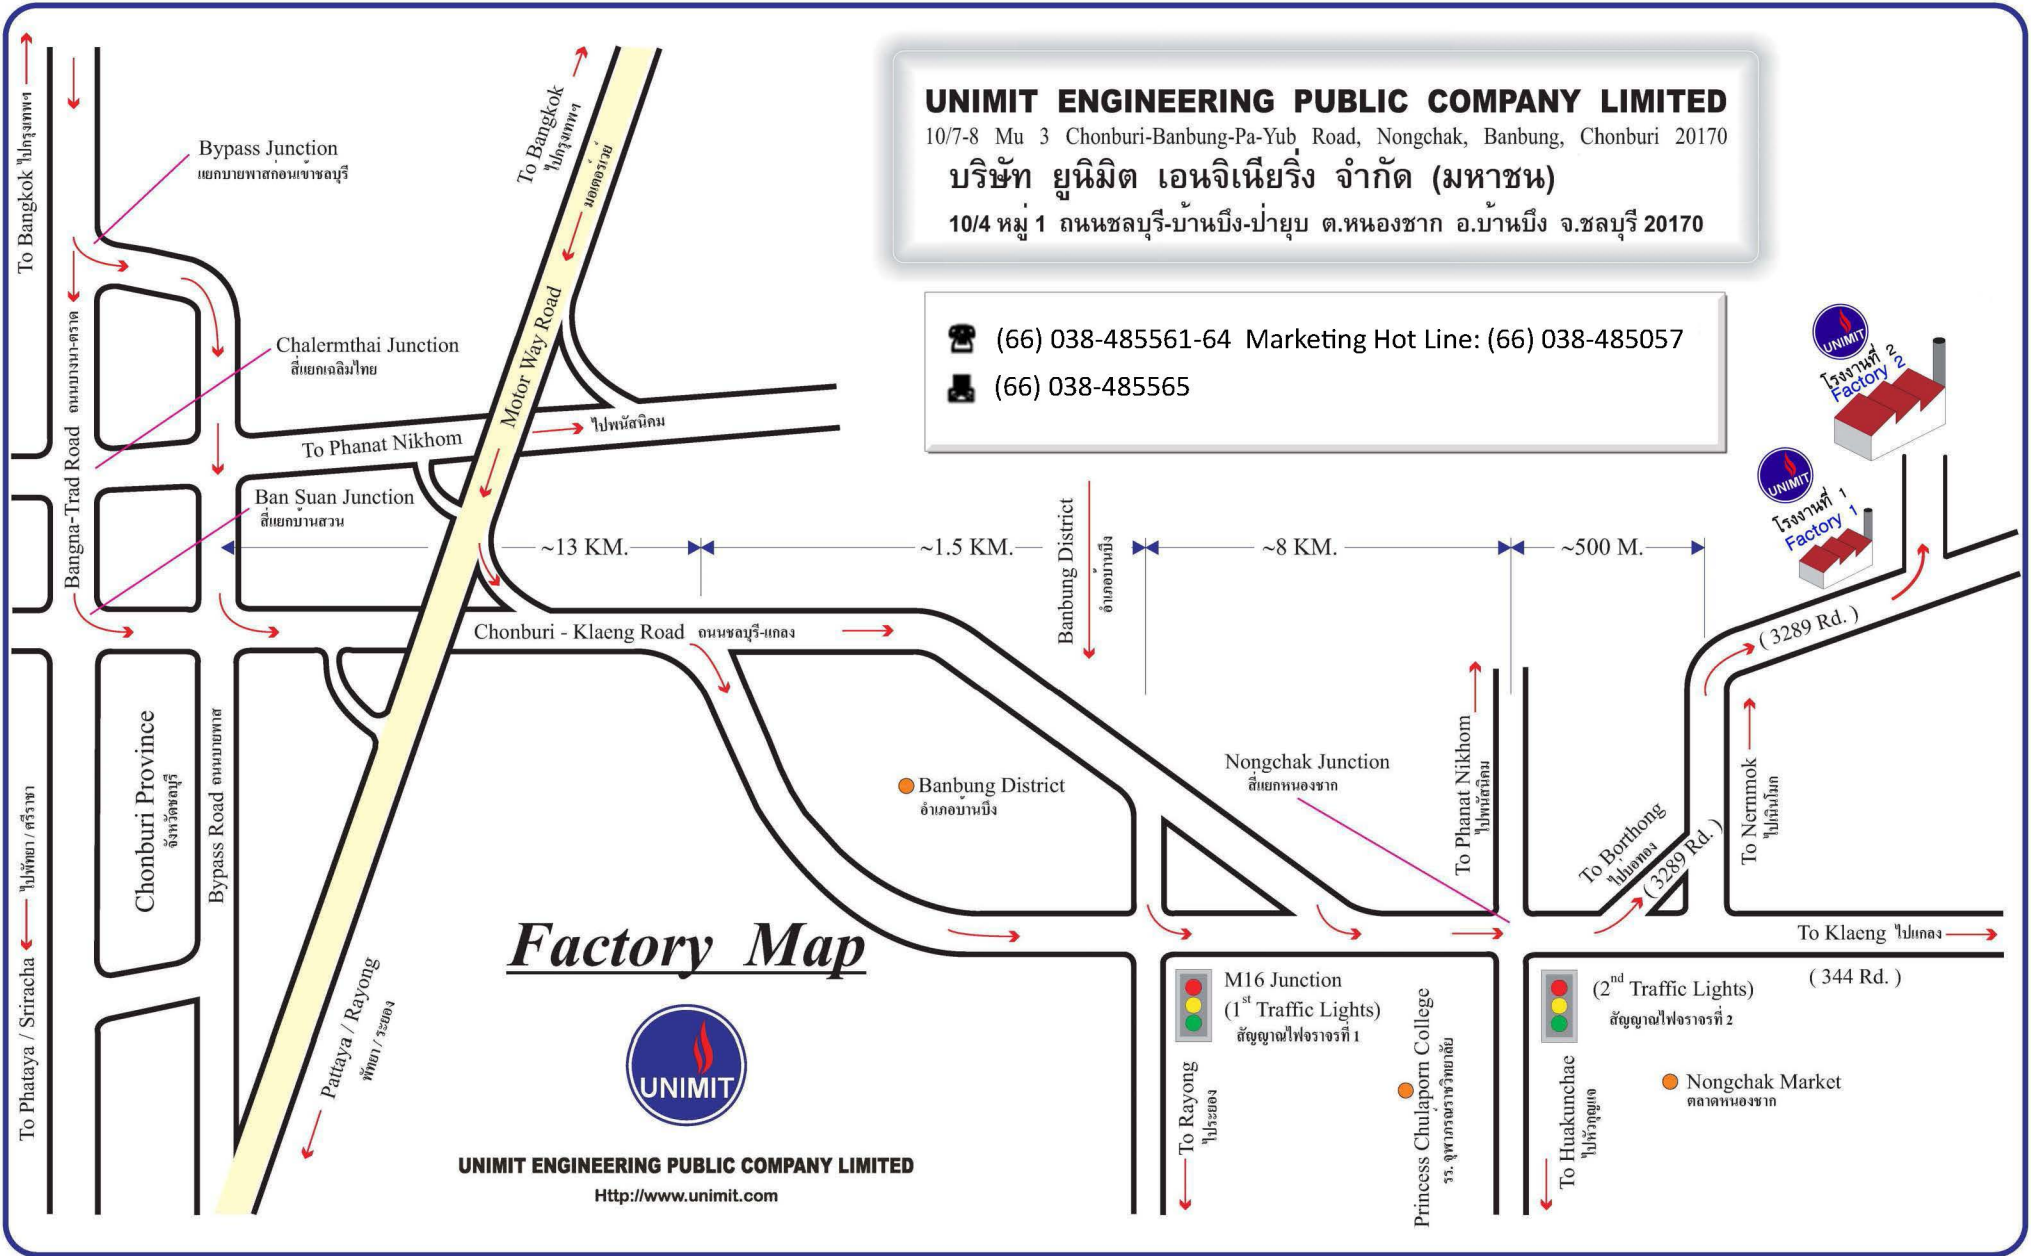 UNIMIT ENGINEERING PUBLIC COMPANY LIMITED
10/7-8 Mu 3 Chonburi-Banbung-Pa-Yub Road, Nongchak, Banbung, Chonburi 20170
บริษัท ยูนิมิต เอนจิเนียริ่ง จำกัด (มหาชน)
10/4 หมู่ 1 ถนนชลบุรี-บ้านบึง-ป่ายุบ ต.หนองชาก อ.บ้านบึง จ.ชลบุรี 20170
(66) 038-485561-64 Marketing Hot Line: (66) 038-485057
(66) 038-485565
To Bangkok ไปกรุงเทพฯ
Bypass Junction
แยกบายพาสก่อนเข้าชลบุรี
To Bangkok
ไปกรุงเทพฯ
มอเตอร์เวย์
Motor Way Road
Bangna-Trad Road ถนนบางนา-ตราด
Chalermthai Junction
สี่แยกเฉลิมไทย
To Phanat Nikhom
ไปพนัสนิคม
Ban Suan Junction
สี่แยกบ้านสวน
~13 KM.
~1.5 KM.
~8 KM.
~500 M.
Banbung District
อำเภอบ้านบึง
UNIMIT
โรงงานที่ 2
Factory 2
UNIMIT
โรงงานที่ 1
Factory 1
Chonburi - Klaeng Road ถนนชลบุรี-แกลง
( 3289 Rd. )
Chonburi Province
จังหวัดชลบุรี
Bypass Road ถนนบายพาส
To Phataya / Sriracha
ไปพัทยา / ศรีราชา
Banbung District
อำเภอบ้านบึง
Nongchak Junction
สี่แยกหนองชาก
To Phanat Nikhom
ไปพนัสนิคม
To Borthong
ไปบ่อทอง
( 3289 Rd. )
To Nernmok
ไปเนินโมก
To Klaeng ไปแกลง
( 344 Rd. )
Factory Map
UNIMIT
UNIMIT ENGINEERING PUBLIC COMPANY LIMITED
Http://www.unimit.com
Pattaya / Rayong
พัทยา / ระยอง
M16 Junction
(1st Traffic Lights)
สัญญาณไฟจราจรที่ 1
To Rayong
ไประยอง
Princess Chulaporn College
รร. จุฬาภรณ์ราชวิทยาลัย
(2nd Traffic Lights)
สัญญาณไฟจราจรที่ 2
To Huakunchae
ไปหัวกุญแจ
Nongchak Market
ตลาดหนองชาก